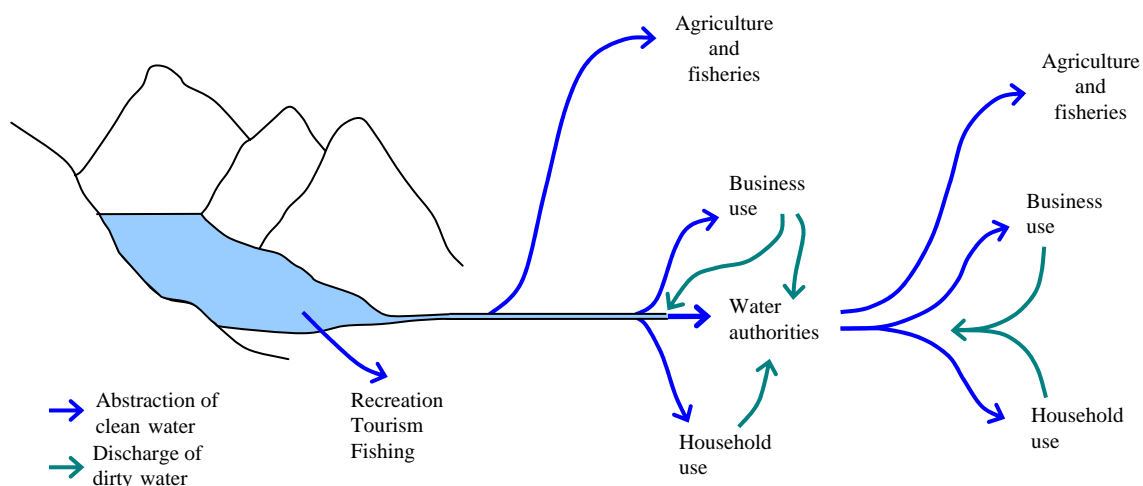 Agriculture
and
fisheries
Agriculture
and
fisheries
Business
use
Business
use
Water
authorities
Abstraction of
clean water
Discharge of
dirty water
Recreation
Tourism
Fishing
Household
use
Household
use